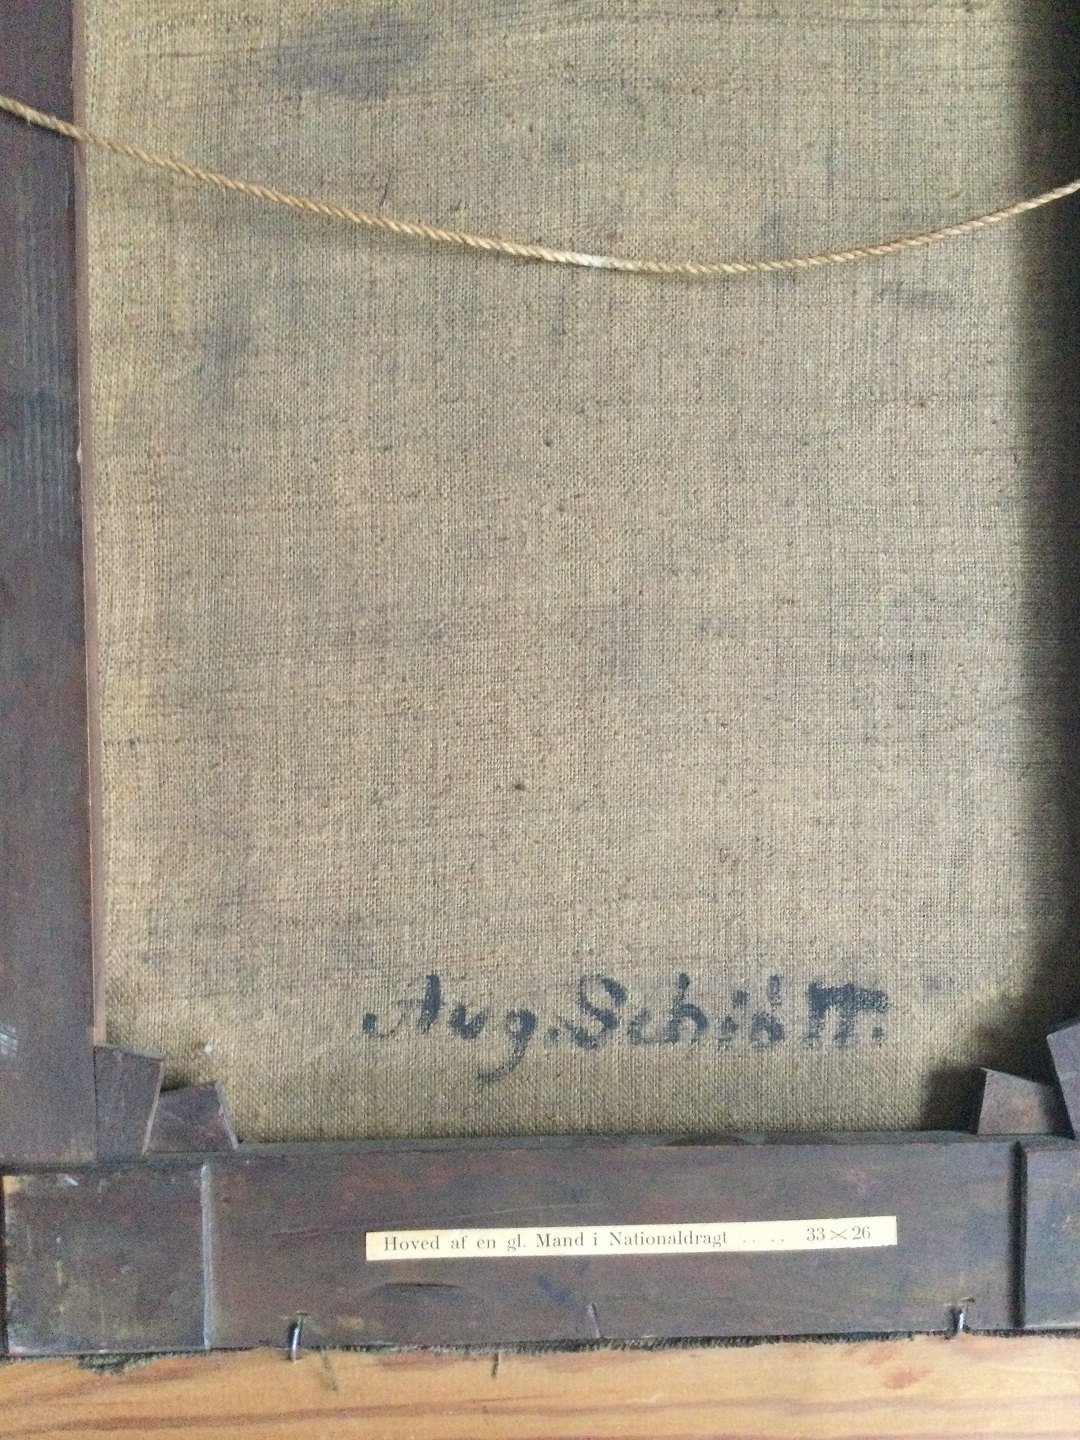 Aug. Schiøtt.
Hoved af en gl. Mand i Nationaldragt .. .. 33×26